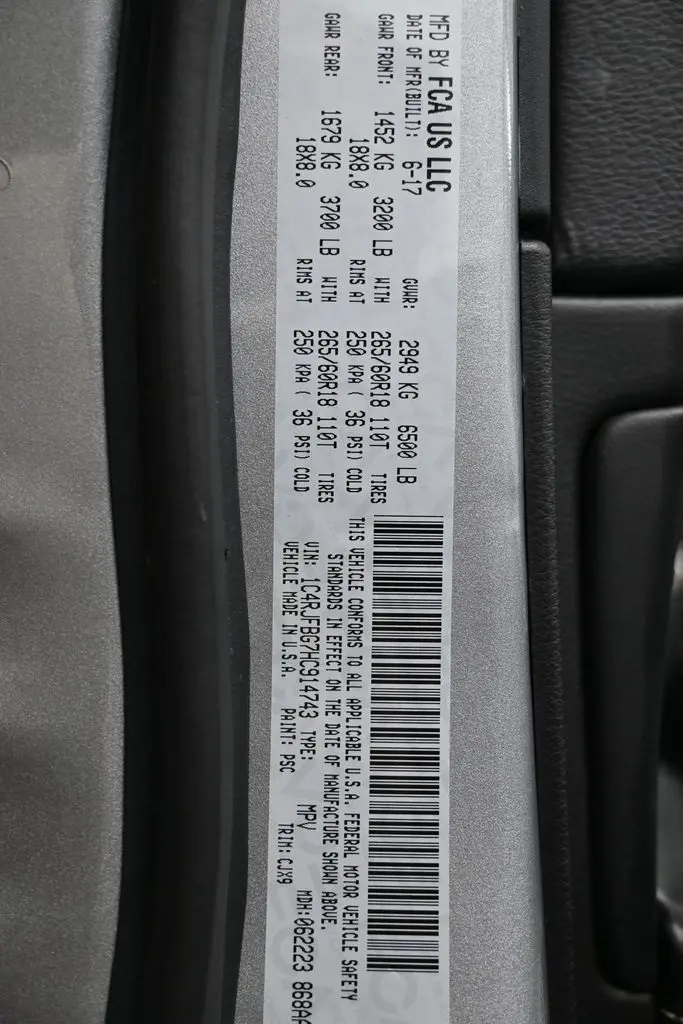 MFD BY FCA US LLC
DATE OF MFR(BUILT): 6-17 GVWR: 2949 KG 6500 LB
GAWR FRONT: 1452 KG 3200 LB WITH 265/60R18 110T TIRES
18X8.0 RIMS AT 250 KPA ( 36 PSI) COLD
GAWR REAR: 1679 KG 3700 LB WITH 265/60R18 110T TIRES
18X8.0 RIMS AT 250 KPA ( 36 PSI) COLD
THIS VEHICLE CONFORMS TO ALL APPLICABLE U.S.A. FEDERAL MOTOR VEHICLE SAFETY
STANDARDS IN EFFECT ON THE DATE OF MANUFACTURE SHOWN ABOVE.
VIN: 1C4RJFBG7HC914743 TYPE: MPV MDH:062223 868AA
VEHICLE MADE IN U.S.A. PAINT: PSC TRIM: CJX9